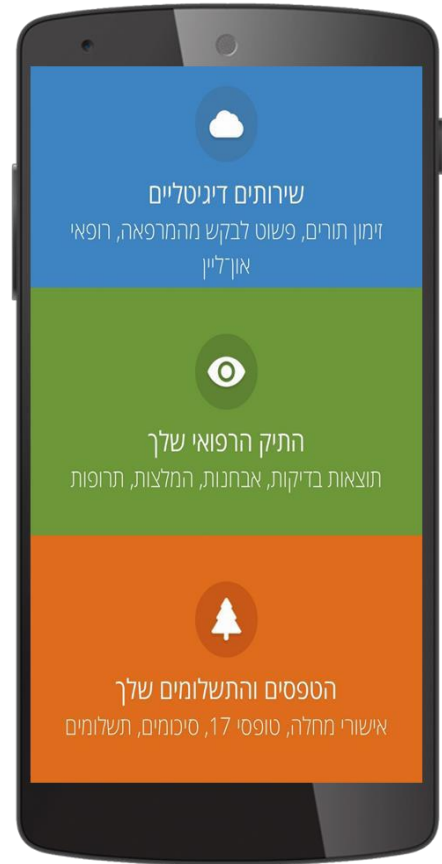 שירותים דיגיטליים
זימון תורים, פשוט לבקש מהמרפאה, רופאי
און־ליין
התיק הרפואי שלך
תוצאות בדיקות, אבחנות, המלצות, תרופות
הטפסים והתשלומים שלך
אישורי מחלה, טופסי 17, סיכומים, תשלומים